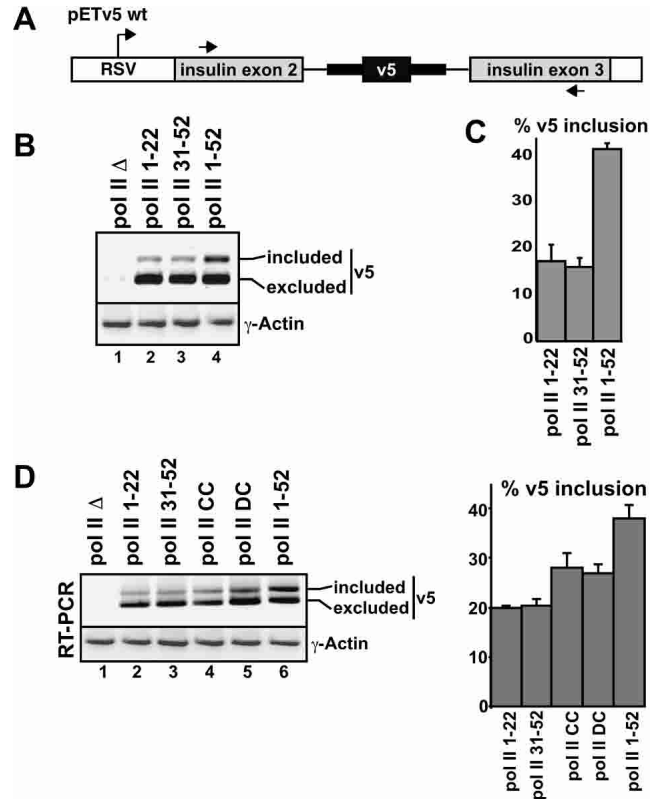 A
pETv5 wt
RSV
insulin exon 2
v5
insulin exon 3
B
pol II Δ
pol II 1-22
pol II 31-52
pol II 1-52
included
excluded
v5
γ-Actin
1 2 3 4
C
% v5 inclusion
40
20
10
0
pol II 1-22
pol II 31-52
pol II 1-52
D
pol II Δ
pol II 1-22
pol II 31-52
pol II CC
pol II DC
pol II 1-52
RT-PCR
included
excluded
v5
γ-Actin
1 2 3 4 5 6
% v5 inclusion
40
30
20
10
0
pol II 1-22
pol II 31-52
pol II CC
pol II DC
pol II 1-52